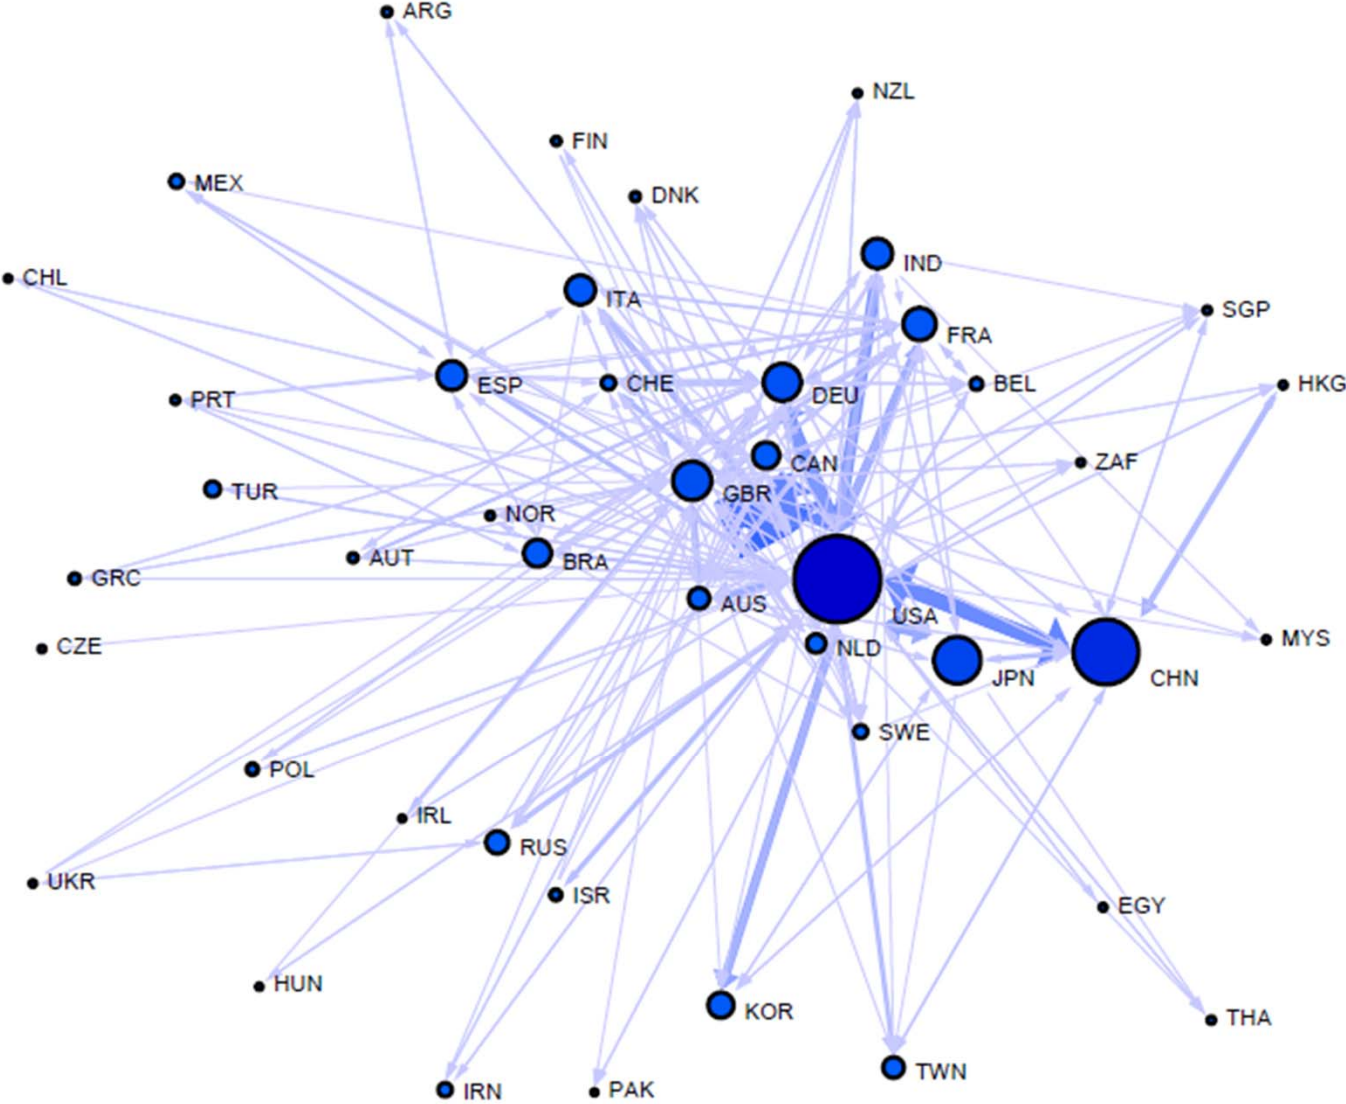 ARG
NZL
FIN
MEX
DNK
IND
CHL
ITA
SGP
FRA
ESP
CHE
DEU
BEL
HKG
PRT
CAN
ZAF
TUR
GBR
NOR
AUT
BRA
GRC
AUS
USA
CZE
NLD
MYS
JPN
CHN
SWE
POL
IRL
RUS
UKR
ISR
EGY
HUN
KOR
THA
TWN
IRN
PAK